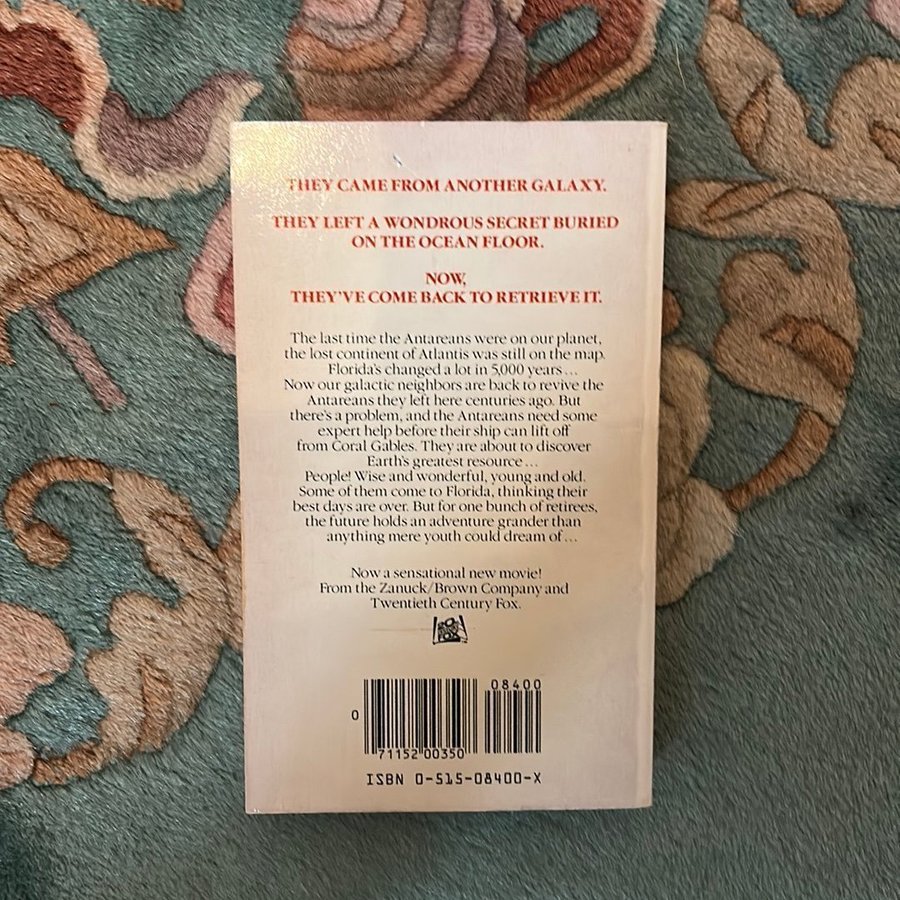 THEY CAME FROM ANOTHER GALAXY.
THEY LEFT A WONDROUS SECRET BURIED
ON THE OCEAN FLOOR.
NOW,
THEY'VE COME BACK TO RETRIEVE IT.
The last time the Antareans were on our planet,
the lost continent of Atlantis was still on the map.
Florida's changed a lot in 5,000 years...
Now our galactic neighbors are back to revive the
Antareans they left here centuries ago. But
there's a problem, and the Antareans need some
expert help before their ship can lift off
from Coral Gables. They are about to discover
Earth's greatest resource...
People! Wise and wonderful, young and old.
Some of them come to Florida, thinking their
best days are over. But for one bunch of retirees,
the future holds an adventure grander than
anything mere youth could dream of...
Now a sensational new movie!
From the Zanuck/Brown Company and
Twentieth Century Fox.
20th
CENTURY
FOX
08400
0
71152 00350
ISBN 0-515-08400-X